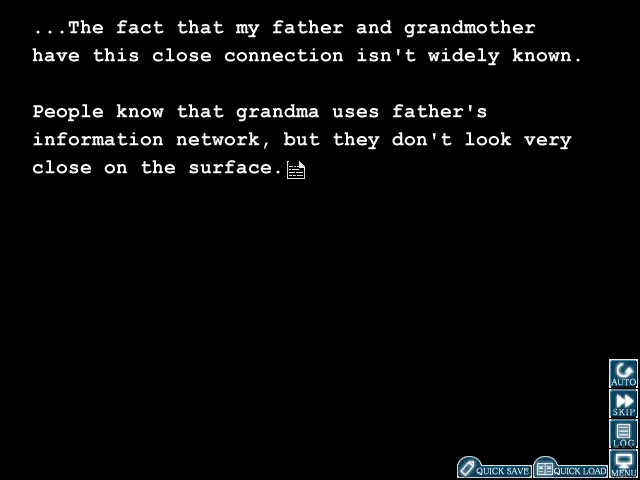 ...The fact that my father and grandmother
have this close connection isn't widely known.
People know that grandma uses father's
information network, but they don't look very
close on the surface.
AUTO
SKIP
LOG
QUICK SAVE
QUICK LOAD
MENU